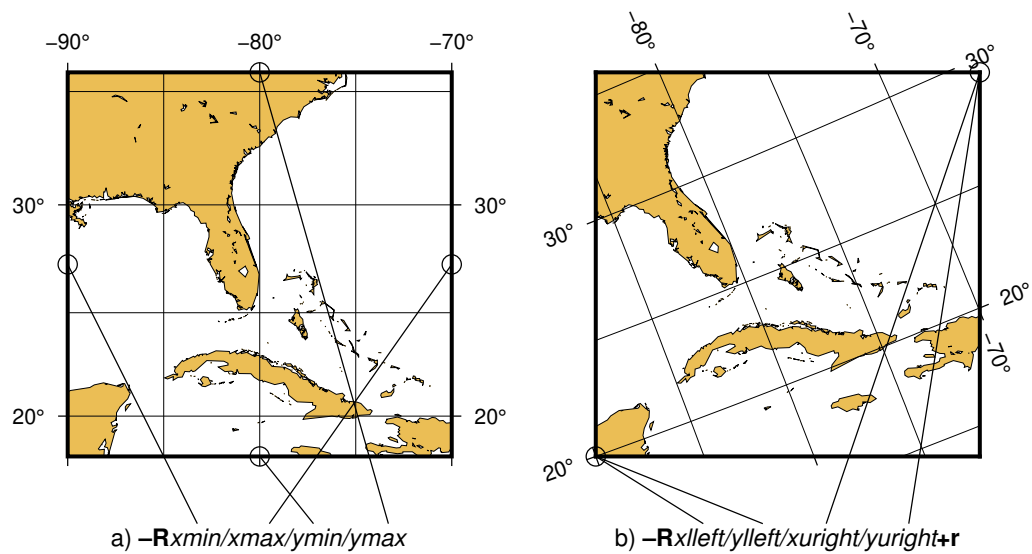 −90° −80° −70°
30° 30°
20° 20°
a) −Rxmin/xmax/ymin/ymax
−80° −70° 30°
30°
20°
−70°
20°
b) −Rxlleft/ylleft/xuright/yuright+r